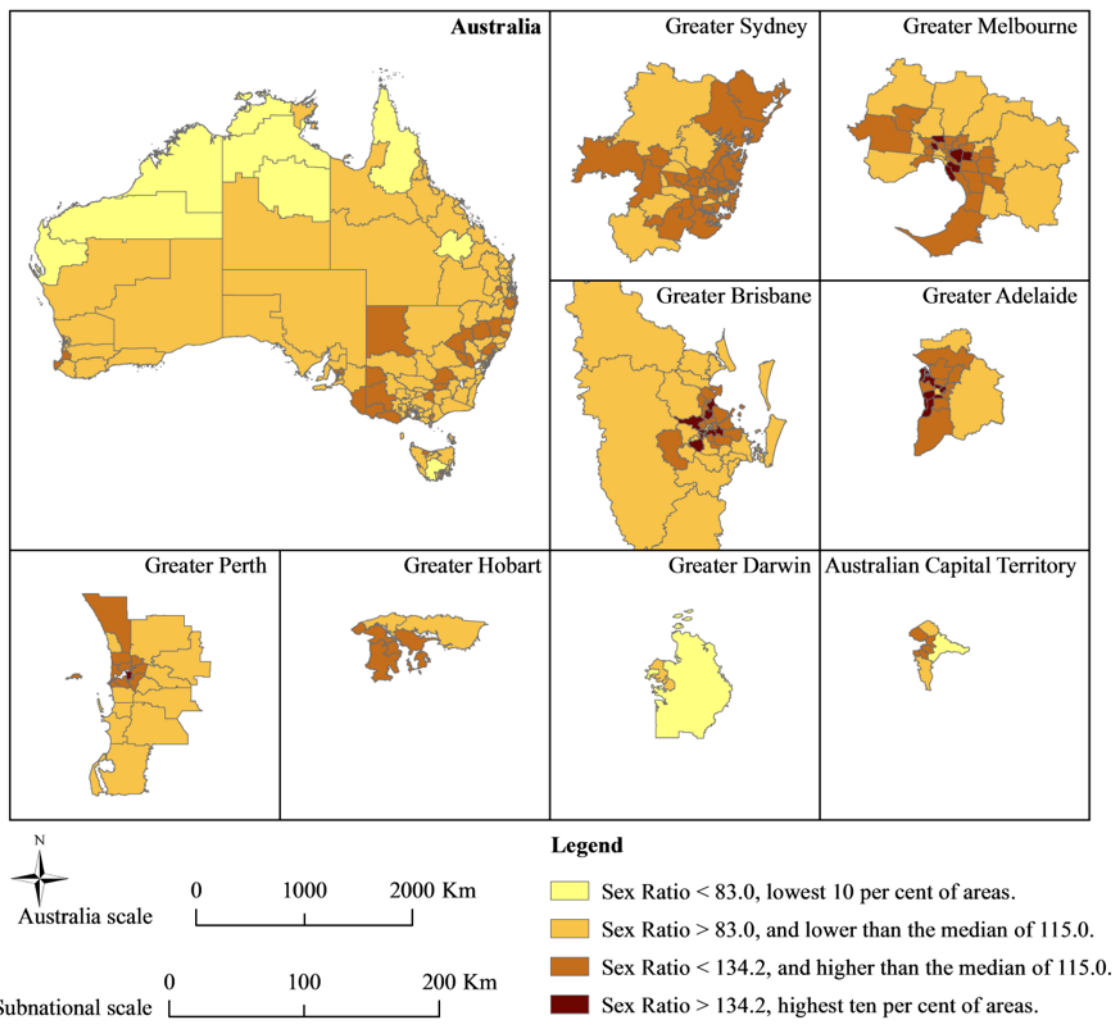 Australia
Greater Sydney
Greater Melbourne
Greater Brisbane
Greater Adelaide
Greater Perth
Greater Hobart
Greater Darwin
Australian Capital Territory
N
0 1000 2000 Km
Australia scale
0 100 200 Km
Subnational scale
Legend
Sex Ratio < 83.0, lowest 10 per cent of areas.
Sex Ratio > 83.0, and lower than the median of 115.0.
Sex Ratio < 134.2, and higher than the median of 115.0.
Sex Ratio > 134.2, highest ten per cent of areas.